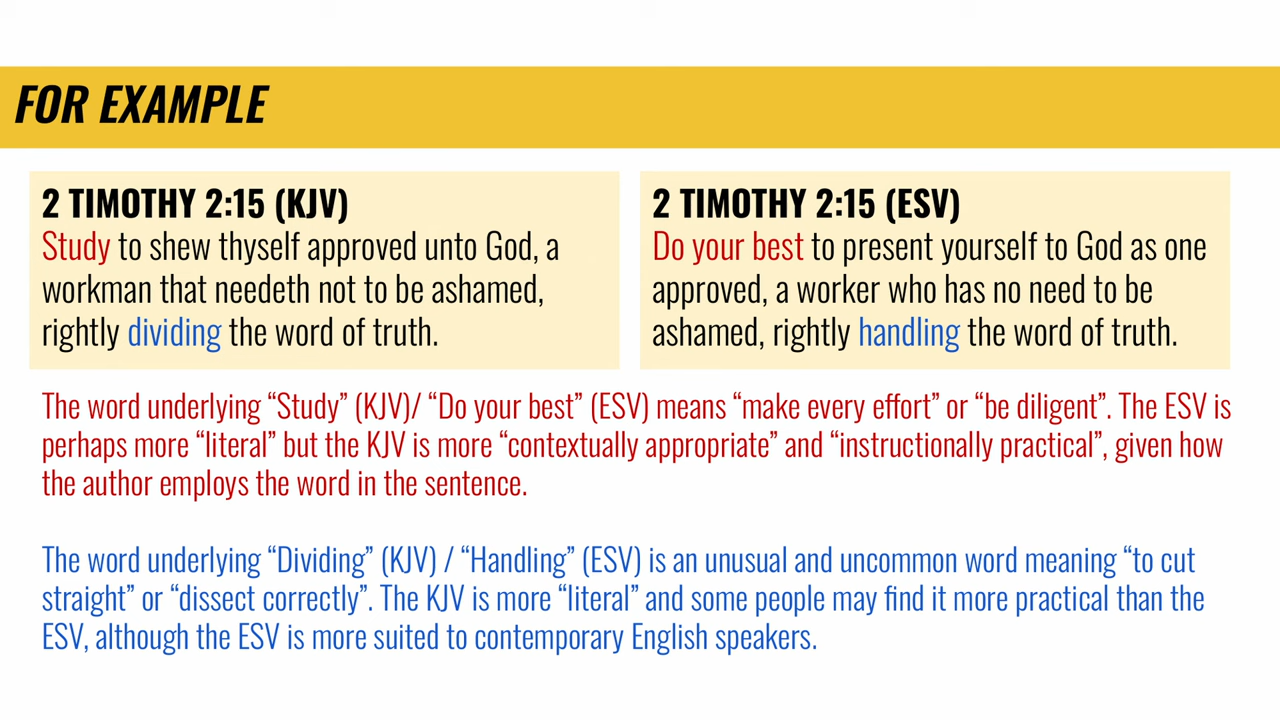 FOR EXAMPLE
2 TIMOTHY 2:15 (KJV)
Study to shew thyself approved unto God, a
workman that needeth not to be ashamed,
rightly dividing the word of truth.
2 TIMOTHY 2:15 (ESV)
Do your best to present yourself to God as one
approved, a worker who has no need to be
ashamed, rightly handling the word of truth.
The word underlying “Study” (KJV)/ “Do your best” (ESV) means “make every effort” or “be diligent”. The ESV is
perhaps more “literal” but the KJV is more “contextually appropriate” and “instructionally practical”, given how
the author employs the word in the sentence.
The word underlying “Dividing” (KJV) / “Handling” (ESV) is an unusual and uncommon word meaning “to cut
straight” or “dissect correctly”. The KJV is more “literal” and some people may find it more practical than the
ESV, although the ESV is more suited to contemporary English speakers.